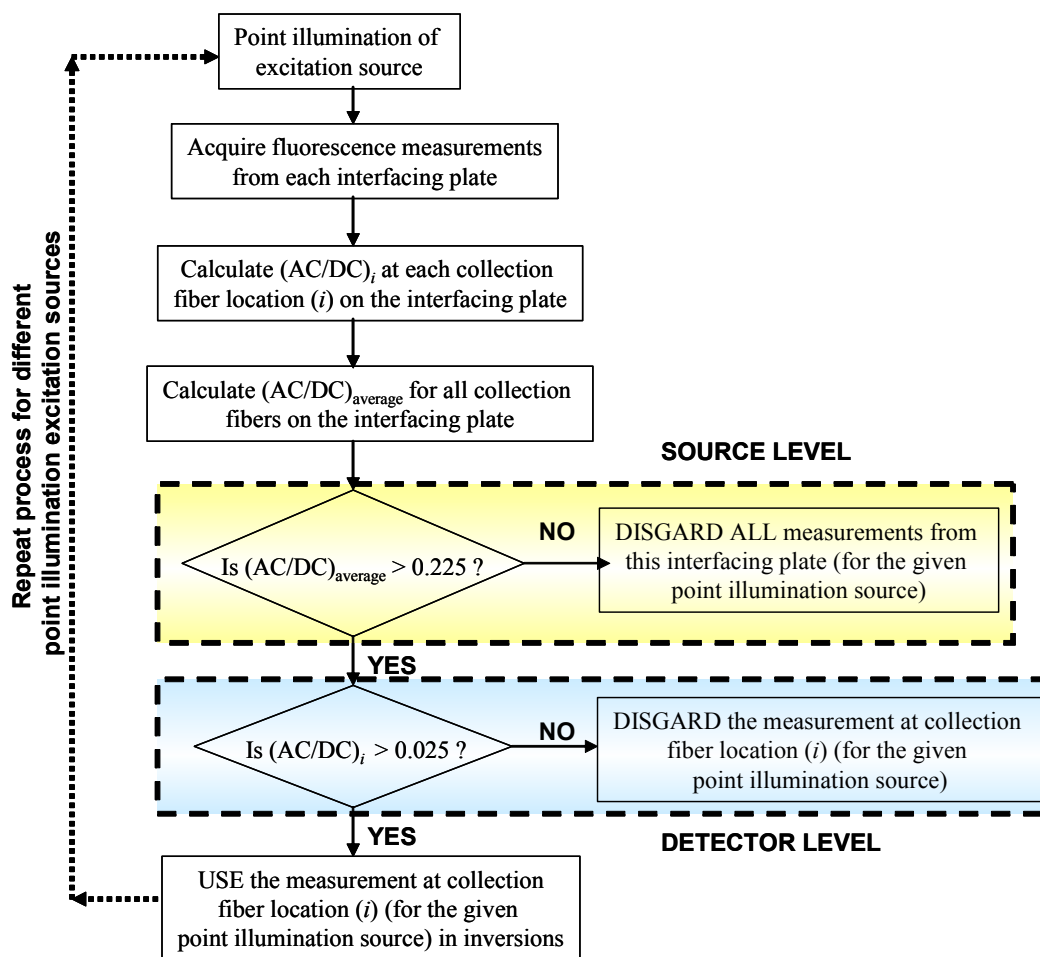 Point illumination of
excitation source
Acquire fluorescence measurements
from each interfacing plate
Calculate (AC/DC)i at each collection
fiber location (i) on the interfacing plate
Calculate (AC/DC)average for all collection
fibers on the interfacing plate
Repeat process for different
point illumination excitation sources
SOURCE LEVEL
Is (AC/DC)average > 0.225 ?
NO
DISGARD ALL measurements from
this interfacing plate (for the given
point illumination source)
YES
Is (AC/DC)i > 0.025 ?
NO
DISGARD the measurement at collection
fiber location (i) (for the given
point illumination source)
YES
DETECTOR LEVEL
USE the measurement at collection
fiber location (i) (for the given
point illumination source) in inversions